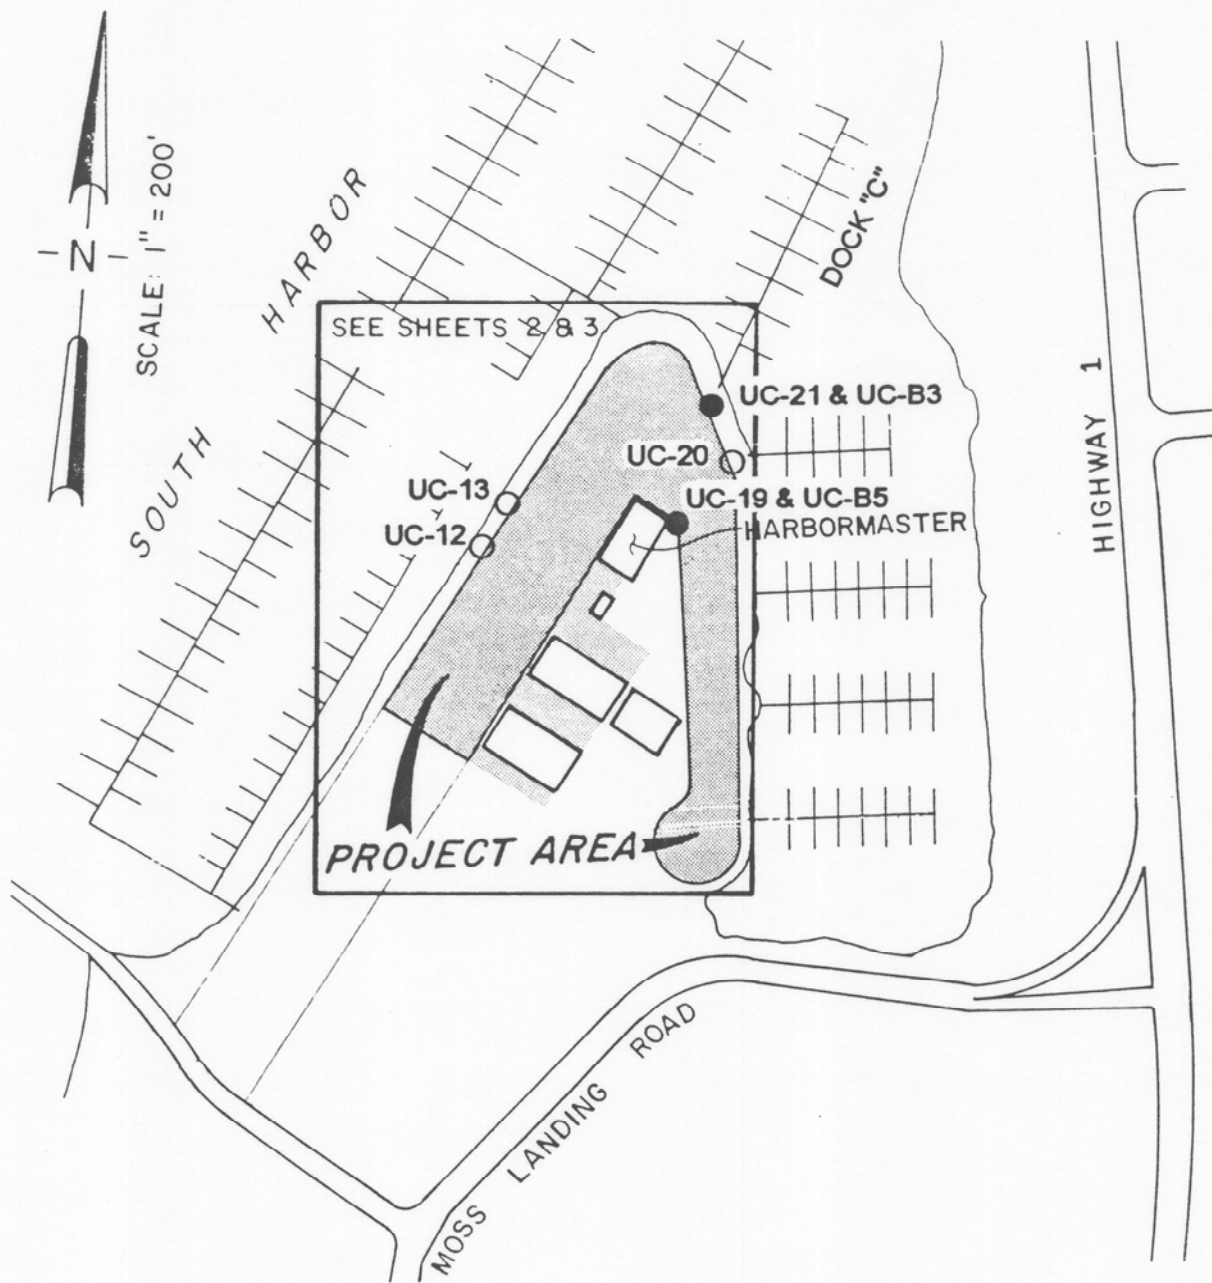 N
SCALE: 1" = 200'
SOUTH HARBOR
DOCK "C"
SEE SHEETS 2 & 3
UC-21 & UC-B3
HIGHWAY 1
UC-20
UC-13
UC-19 & UC-B5
UC-12
HARBORMASTER
PROJECT AREA
MOSS LANDING ROAD